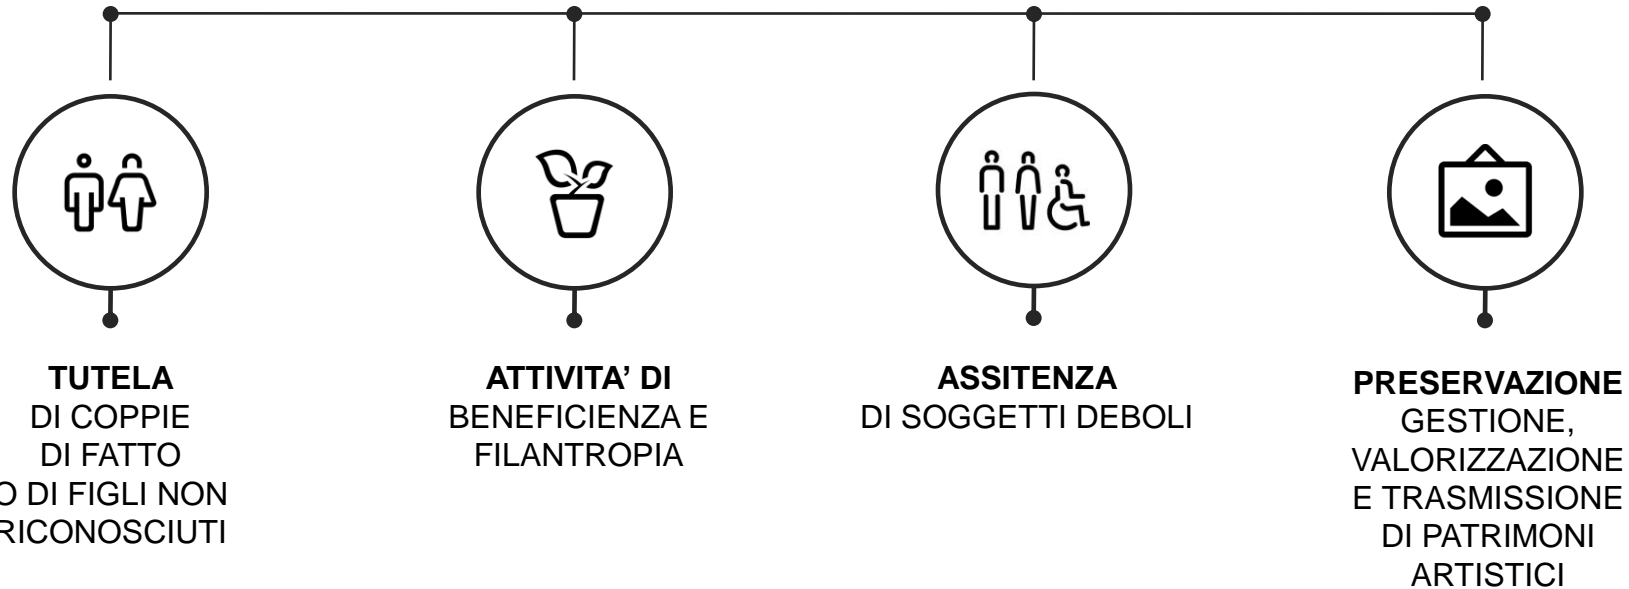 TUTELA
DI COPPIE
DI FATTO
O DI FIGLI NON
RICONOSCIUTI
ATTIVITA’ DI
BENEFICIENZA E
FILANTROPIA
ASSITENZA
DI SOGGETTI DEBOLI
PRESERVAZIONE
GESTIONE,
VALORIZZAZIONE
E TRASMISSIONE
DI PATRIMONI
ARTISTICI